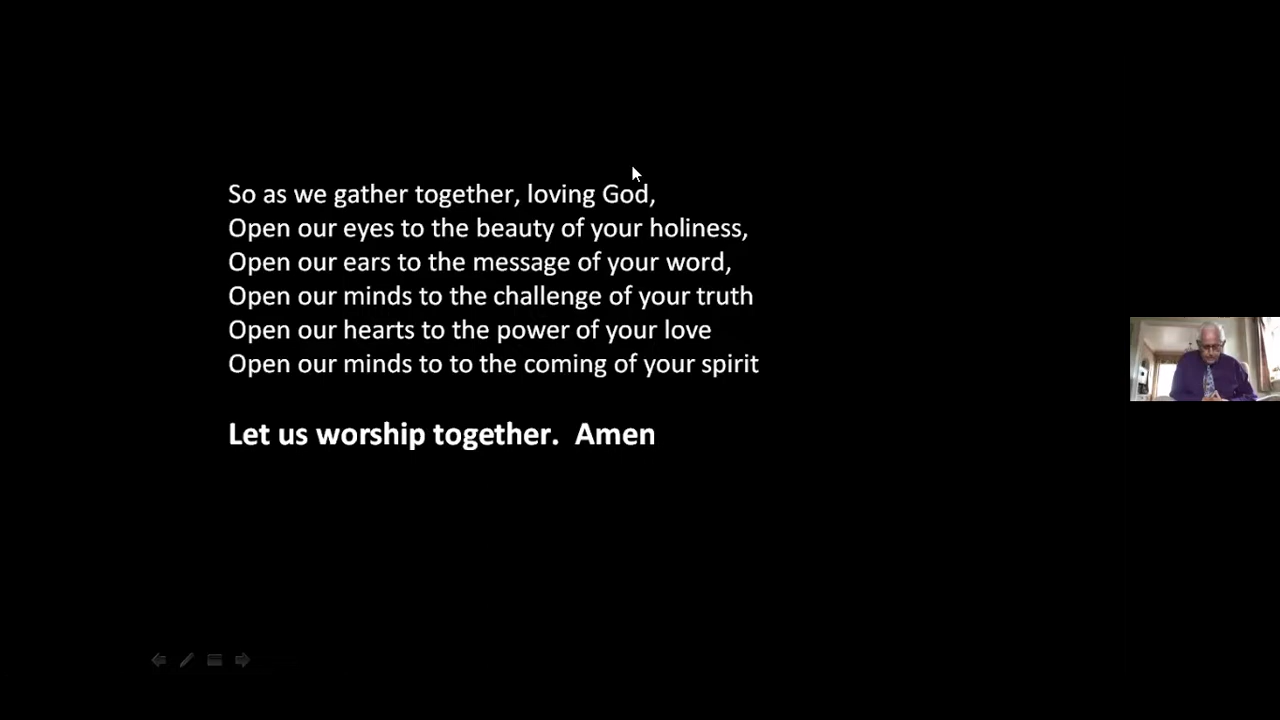 So as we gather together, loving God,
Open our eyes to the beauty of your holiness,
Open our ears to the message of your word,
Open our minds to the challenge of your truth
Open our hearts to the power of your love
Open our minds to to the coming of your spirit
Let us worship together.  Amen